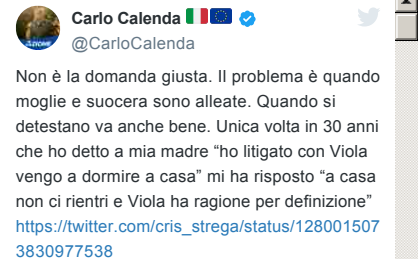 Carlo Calenda
@CarloCalenda
Non è la domanda giusta. Il problema è quando
moglie e suocera sono alleate. Quando si
detestano va anche bene. Unica volta in 30 anni
che ho detto a mia madre “ho litigato con Viola
vengo a dormire a casa” mi ha risposto “a casa
non ci rientri e Viola ha ragione per definizione”
https://twitter.com/cris_strega/status/128001507
3830977538